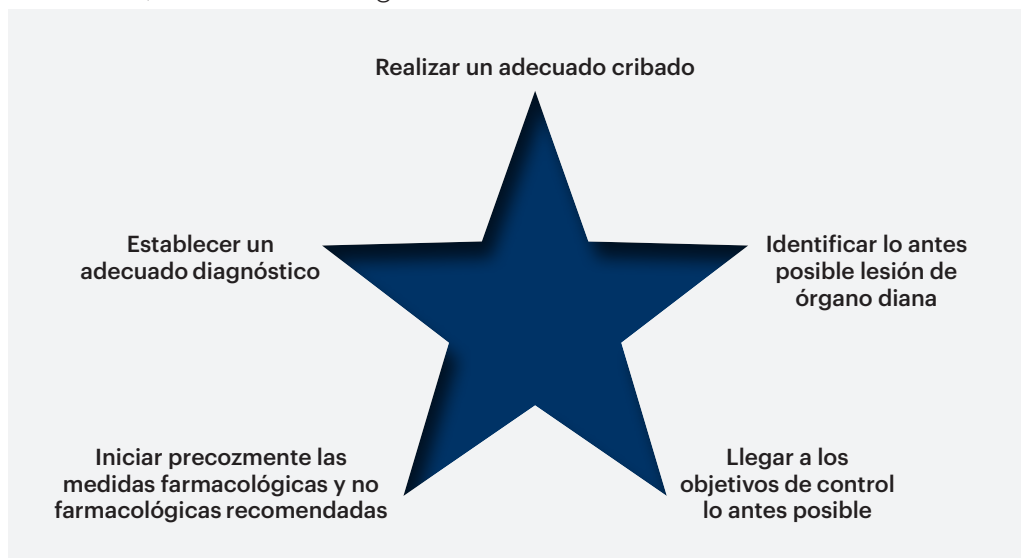 Realizar un adecuado cribado
Establecer un
adecuado diagnóstico
Identificar lo antes
posible lesión de
órgano diana
Iniciar precozmente las
medidas farmacológicas y no
farmacológicas recomendadas
Llegar a los
objetivos de control
lo antes posible